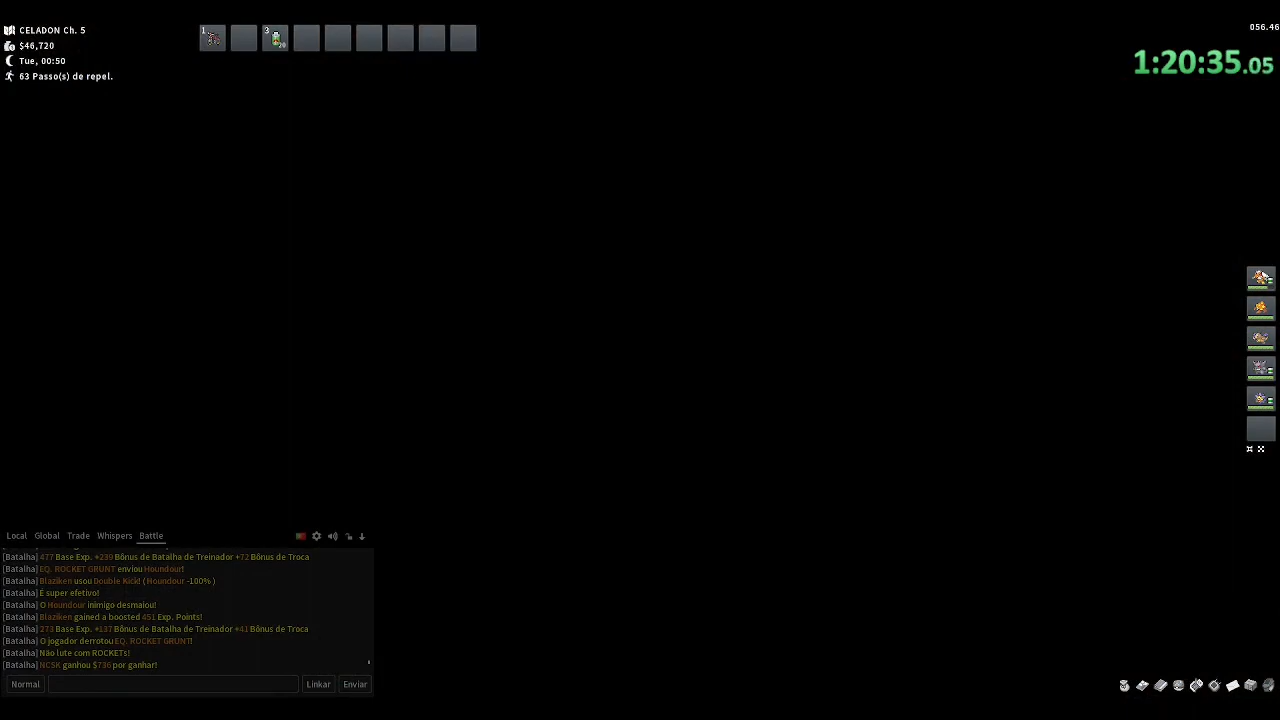 CELADON Ch. 5
$46,720
Tue, 00:50
63 Passo(s) de repel.
1
3
20
056.46
1:20:35.05
Local Global Trade Whispers Battle
[Batalha] 477 Base Exp. +239 Bônus de Batalha de Treinador +72 Bônus de Troca
[Batalha] EQ. ROCKET GRUNT enviou Houndour!
[Batalha] Blaziken usou Double Kick! ( Houndour -100% )
[Batalha] É super efetivo!
[Batalha] O Houndour inimigo desmaiou!
[Batalha] Blaziken gained a boosted 451 Exp. Points!
[Batalha] 273 Base Exp. +137 Bônus de Batalha de Treinador +41 Bônus de Troca
[Batalha] O jogador derrotou EQ. ROCKET GRUNT!
[Batalha] Não lute com ROCKETs!
[Batalha] NCSK ganhou $736 por ganhar!
Normal Linkar Enviar